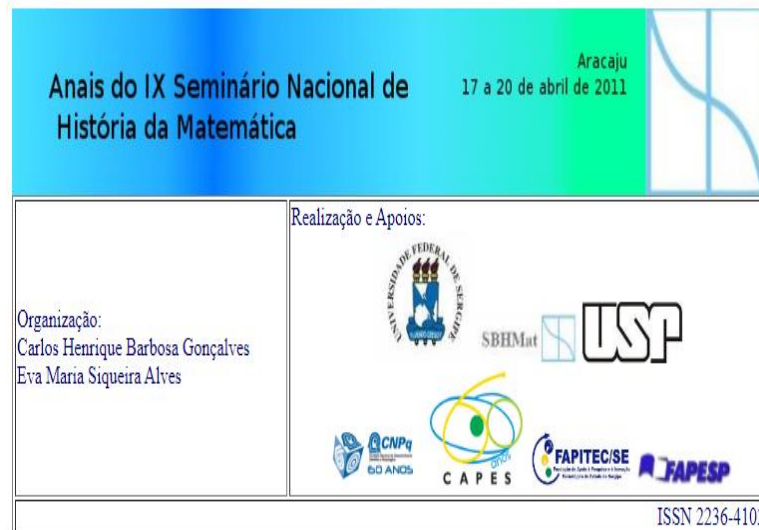 Anais do IX Seminário Nacional de
História da Matemática
Aracaju
17 a 20 de abril de 2011
Organização:
Carlos Henrique Barbosa Gonçalves
Eva Maria Siqueira Alves
Realização e Apoios:
UNIVERSIDADE FEDERAL DE SERGIPE
SBHMat
USP
CNPq
60 ANOS
CAPES
anos
FAPITEC/SE
FAPESP
ISSN 2236-4102